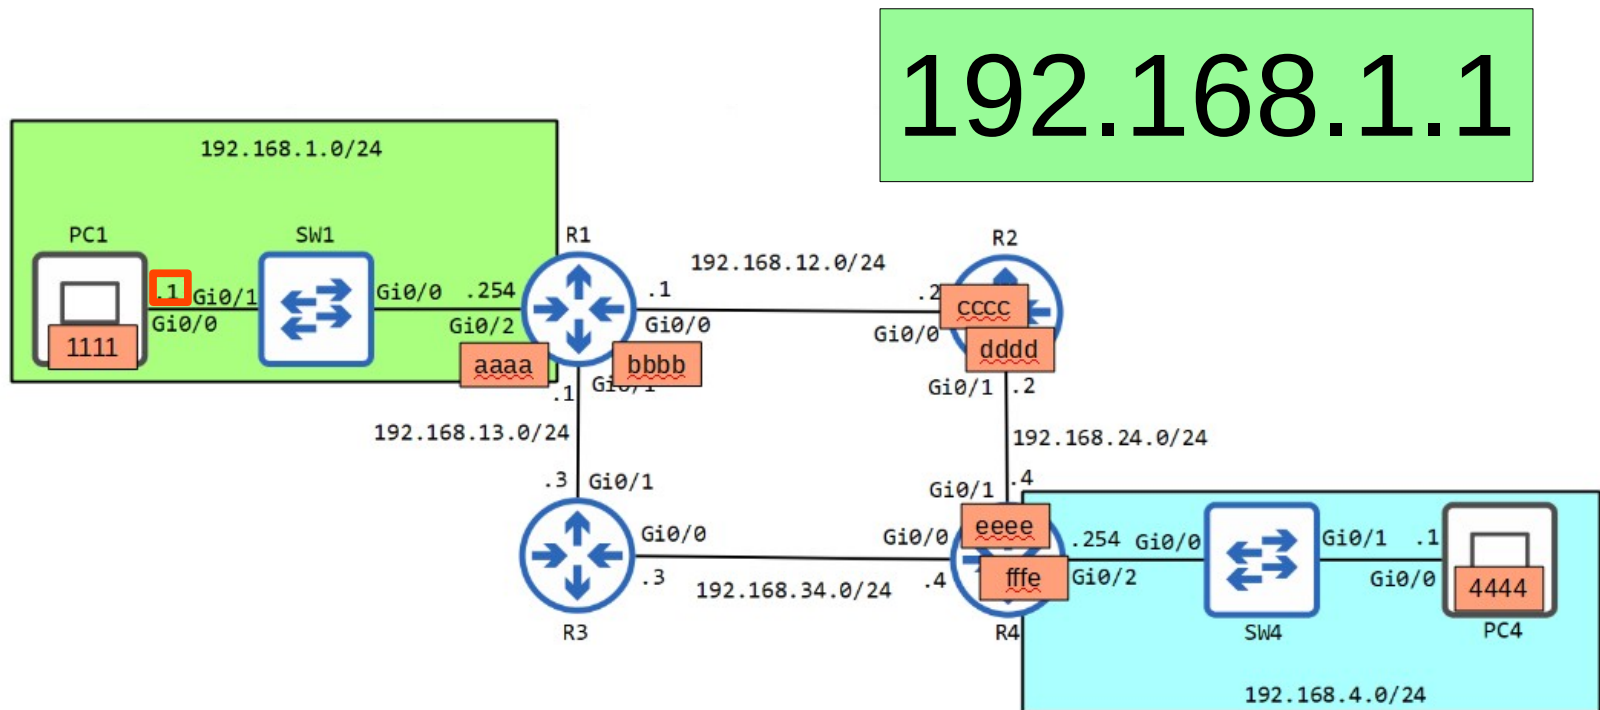 192.168.1.1
192.168.1.0/24
PC1
SW1
R1
R2
192.168.12.0/24
.1
Gi0/1
Gi0/0
.254
.1
.2
Gi0/0
Gi0/2
Gi0/0
Gi0/0
cccc
1111
aaaa
bbbb
dddd
.1
Gi0/1
.2
192.168.13.0/24
192.168.24.0/24
.3
Gi0/1
Gi0/1
.4
Gi0/0
Gi0/0
eeee
.254
Gi0/0
Gi0/1
.1
.3
192.168.34.0/24
.4
fffe
Gi0/2
Gi0/0
4444
R3
R4
SW4
PC4
192.168.4.0/24